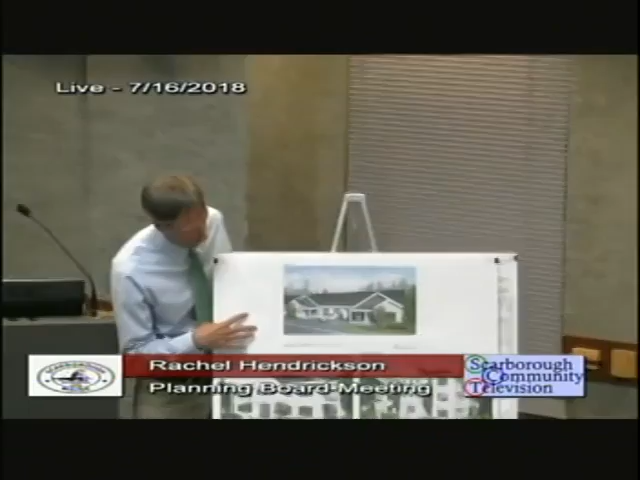 Live - 7/16/2018
Rachel Hendrickson
Planning Board Meeting
Scarborough
Community
Television